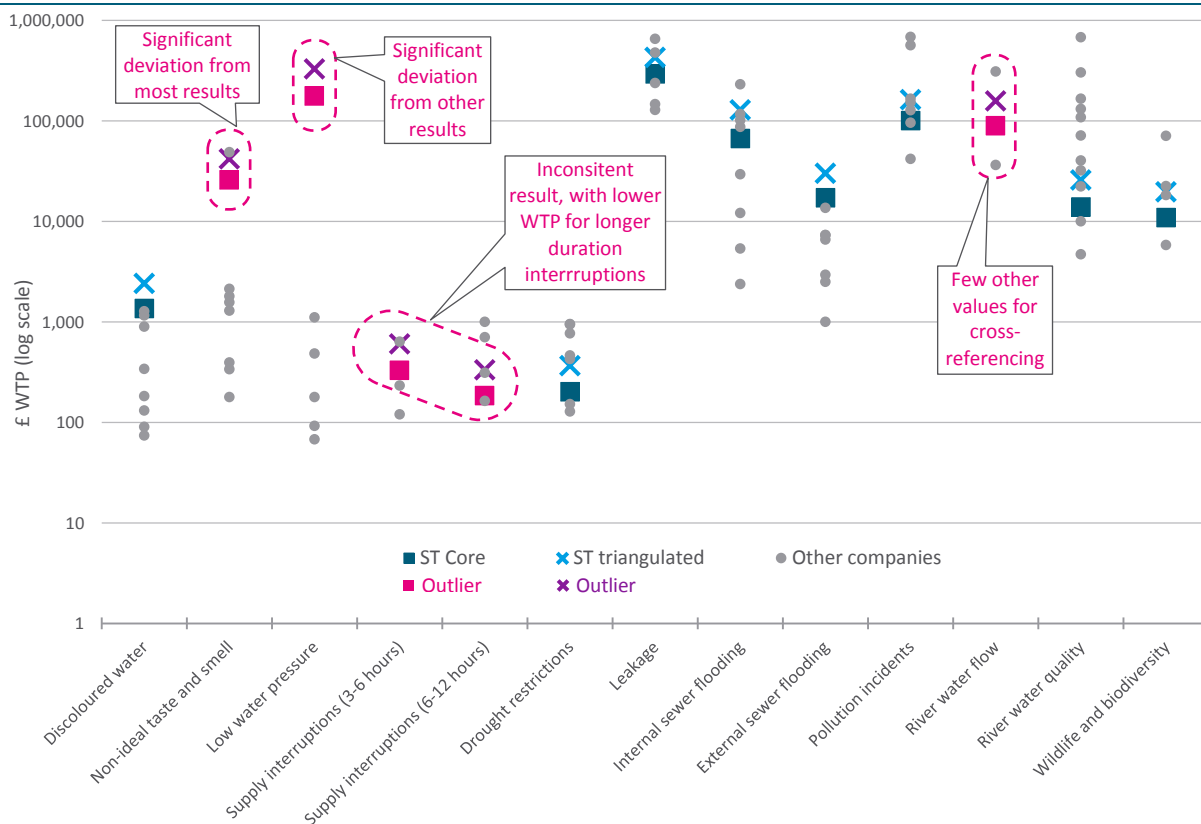 1,000,000
100,000
10,000
1,000
100
10
1
£ WTP (log scale)
Significant
deviation from
most results
Significant
deviation
from other
results
Inconsitent
result, with lower
WTP for longer
duration
interrruptions
Few other
values for
cross-
referencing
ST Core
ST triangulated
Other companies
Outlier
Outlier
Discoloured water
Non-ideal taste and smell
Low water pressure
Supply interruptions (3-6 hours)
Supply interruptions (6-12 hours)
Drought restrictions
Leakage
Internal sewer flooding
External sewer flooding
Pollution incidents
River water flow
River water quality
Wildlife and biodiversity